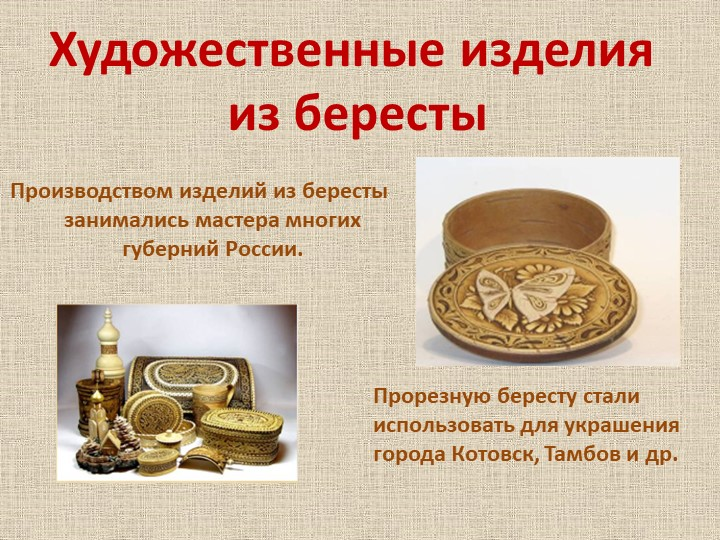 Художественные изделия
из бересты
Производством изделий из бересты
занимались мастера многих
губерний России.
Прорезную бересту стали
использовать для украшения
города Котовск, Тамбов и др.